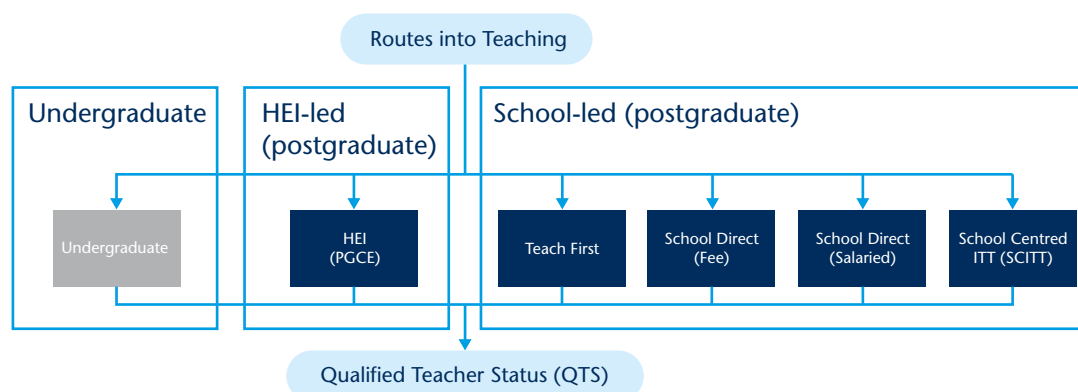 Routes into Teaching
Undergraduate
HEI-led
(postgraduate)
School-led (postgraduate)
Undergraduate
HEI
(PGCE)
Teach First
School Direct
(Fee)
School Direct
(Salaried)
School Centred
ITT (SCITT)
Qualified Teacher Status (QTS)